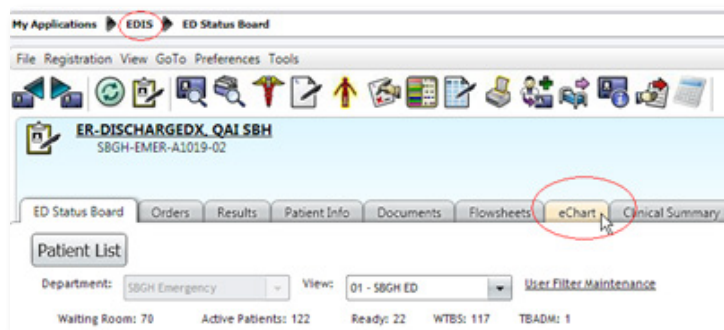 My Applications EDIS ED Status Board
File Registration View GoTo Preferences Tools
ER-DISCHARGEDX, QAI SBH
SBGH-EMER-A1019-02
ED Status Board Orders Results Patient Info Documents Flowsheets eChart Clinical Summary
Patient List
Department: SBGH Emergency View: 01 - SBGH ED User Filter Maintenance
Waiting Room: 70 Active Patients: 122 Ready: 22 WTBS: 117 TBADM: 1